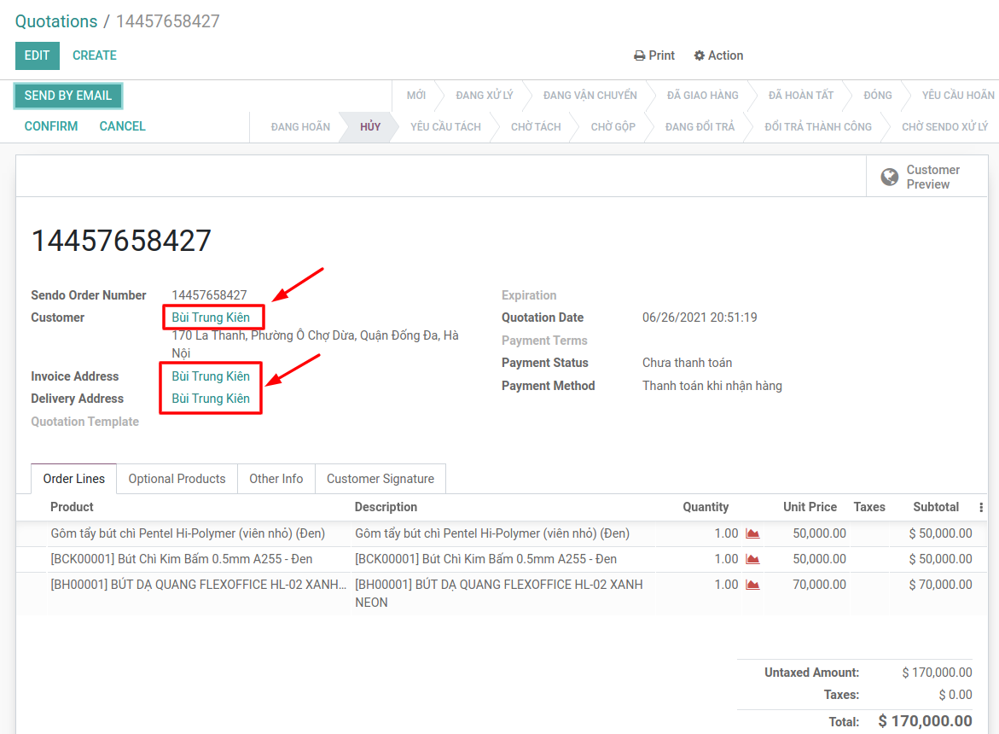 Quotations / 14457658427
EDIT CREATE Print Action
SEND BY EMAIL
CONFIRM CANCEL
MỚI ĐANG XỬ LÝ ĐANG VẬN CHUYỂN ĐÃ GIAO HÀNG ĐÃ HOÀN TẤT ĐÓNG YÊU CẦU HOÃN
ĐANG HOÃN HỦY YÊU CẦU TÁCH CHỜ TÁCH CHỜ GỘP ĐANG ĐỔI TRẢ ĐỔI TRẢ THÀNH CÔNG CHỜ SENDO XỬ LÝ
Customer
Preview
14457658427
Sendo Order Number 14457658427
Customer Bùi Trung Kiên
170 La Thanh, Phường Ô Chợ Dừa, Quận Đống Đa, Hà
Nội
Invoice Address Bùi Trung Kiên
Delivery Address Bùi Trung Kiên
Quotation Template
Expiration
Quotation Date 06/26/2021 20:51:19
Payment Terms
Payment Status Chưa thanh toán
Payment Method Thanh toán khi nhận hàng
Order Lines Optional Products Other Info Customer Signature
Product Description Quantity Unit Price Taxes Subtotal
Gôm tẩy bút chì Pentel Hi-Polymer (viên nhỏ) (Đen) Gôm tẩy bút chì Pentel Hi-Polymer (viên nhỏ) (Đen) 1.00 50,000.00 $ 50,000.00
[BCK00001] Bút Chì Kim Bấm 0.5mm A255 - Đen [BCK00001] Bút Chì Kim Bấm 0.5mm A255 - Đen 1.00 50,000.00 $ 50,000.00
[BH00001] BÚT DẠ QUANG FLEXOFFICE HL-02 XANH... [BH00001] BÚT DẠ QUANG FLEXOFFICE HL-02 XANH 1.00 70,000.00 $ 70,000.00
NEON
Untaxed Amount: $ 170,000.00
Taxes: $ 0.00
Total: $ 170,000.00